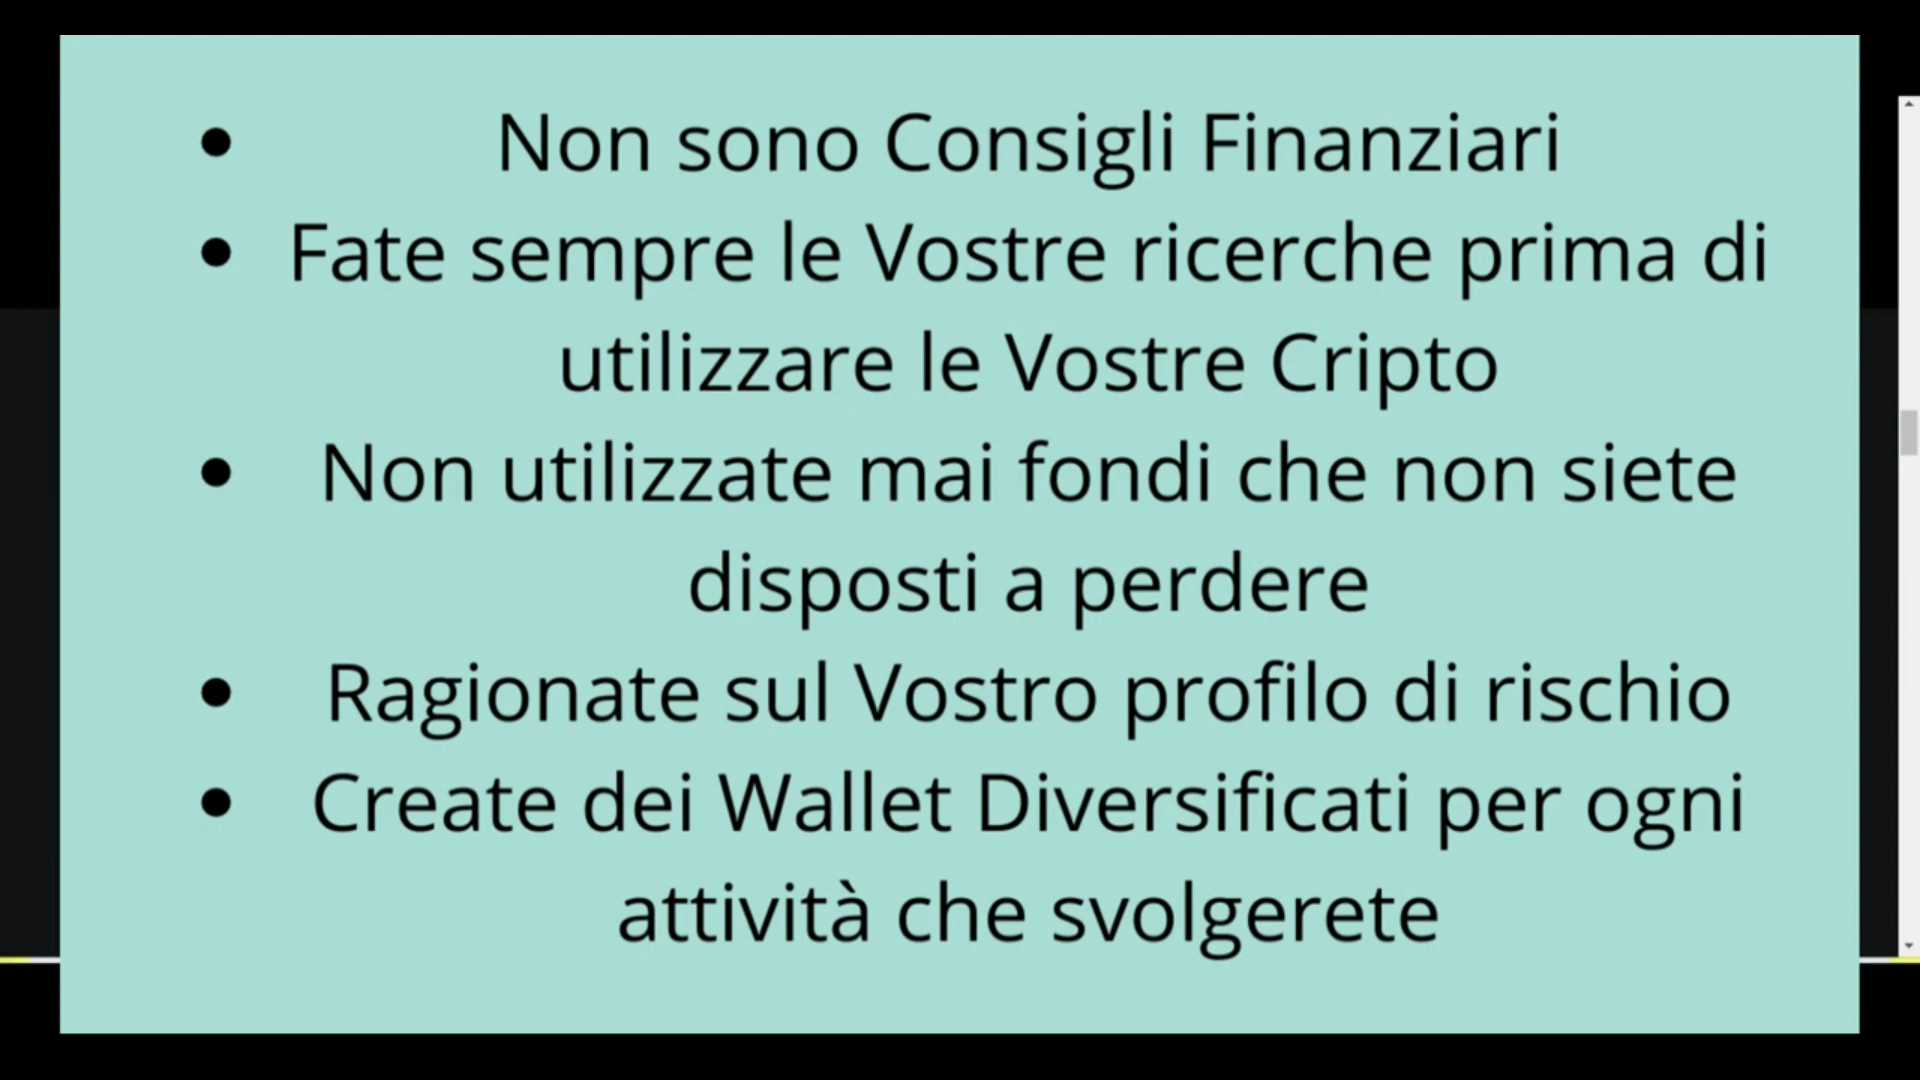 • Non sono Consigli Finanziari
• Fate sempre le Vostre ricerche prima di
utilizzare le Vostre Cripto
• Non utilizzate mai fondi che non siete
disposti a perdere
• Ragionate sul Vostro profilo di rischio
• Create dei Wallet Diversificati per ogni
attività che svolgerete